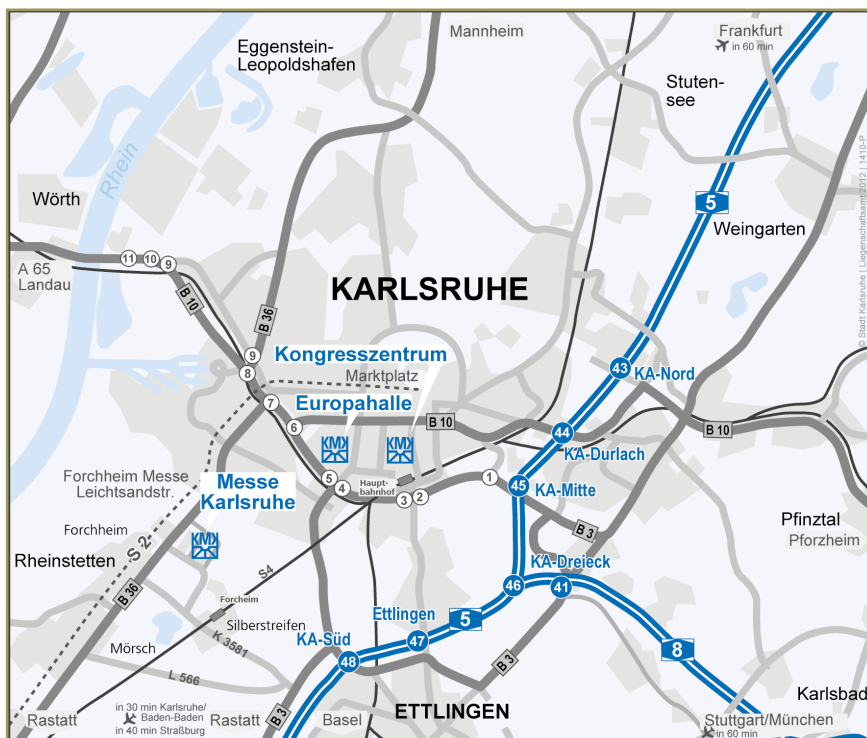 Eggenstein-
Leopoldshafen
Mannheim
Frankfurt
in 60 min
Stuten-
see
Rhein
© Stadt Karlsruhe | Liegenschaftsamt 2012 | 1410-P
Wörth
5
Weingarten
11
10
9
A 65
Landau
B 10
KARLSRUHE
B 36
9
8
Kongresszentrum
Marktplatz
43
KA-Nord
7
Europahalle
6
B 10
44
B 10
KMK
KMK
KA-Durlach
Forchheim Messe
Leichtsandstr.
Messe
Karlsruhe
5
4
Haupt-
bahnhof
3
2
1
45
KA-Mitte
Forchheim
KMK
S 2
B 3
Pfinztal
Pforzheim
Rheinstetten
KA-Dreieck
S4
46
41
B 36
Forcheim
Silberstreifen
Ettlingen
5
KA-Süd
47
Mörsch
K 3581
48
8
L 566
B 3
Karlsbad
in 30 min Karlsruhe/
Baden-Baden
in 40 min Straßburg
Rastatt
Rastatt
B 3
Basel
ETTLINGEN
Stuttgart/München
in 60 min